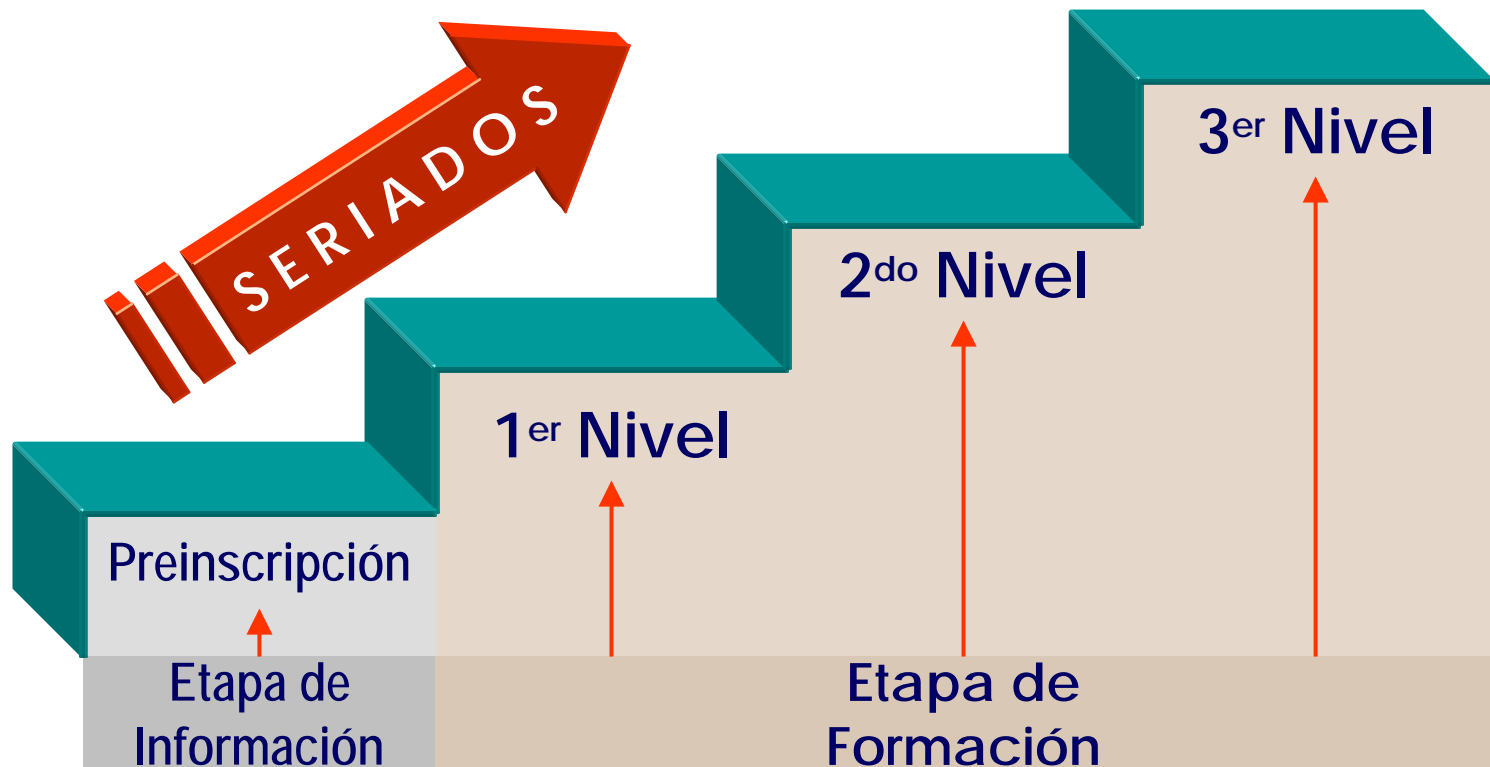 SERIADOS
3er Nivel
2do Nivel
1er Nivel
Preinscripción
Etapa de
Información
Etapa de
Formación